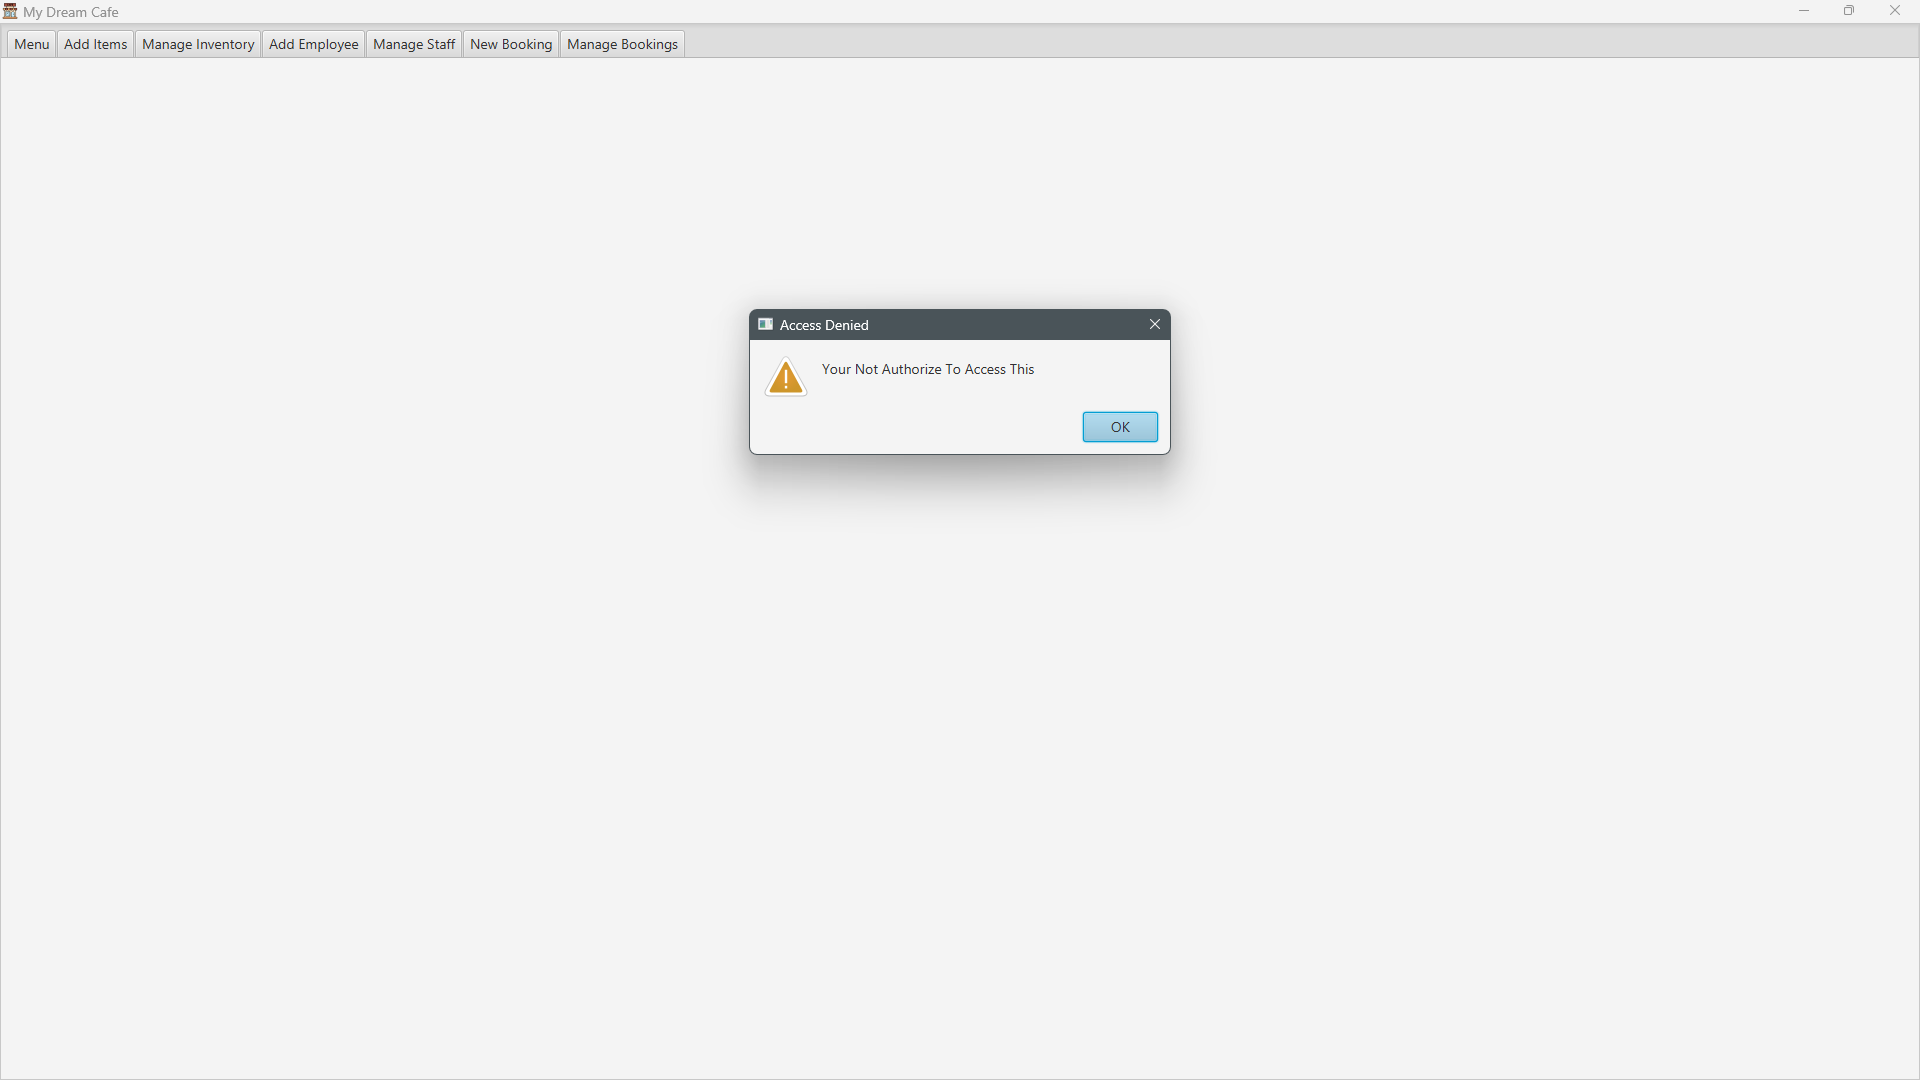 My Dream Cafe
Menu Add Items Manage Inventory Add Employee Manage Staff New Booking Manage Bookings
Access Denied
Your Not Authorize To Access This
OK